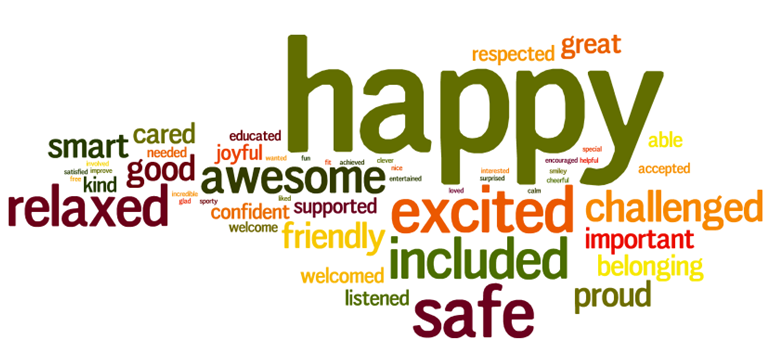 happy
respected great
smart cared
educated
joyful wanted fun fit achieved clever
special
able
involved needed
good
satisfied improve
free kind
nice
awesome entertained
interested
surprised
encouraged helpful
smiley
cheerful
accepted
relaxed
incredible
glad sporty
liked
loved
calm
confident supported
welcome
friendly
excited
challenged
included
important
belonging
welcomed
listened
safe
proud